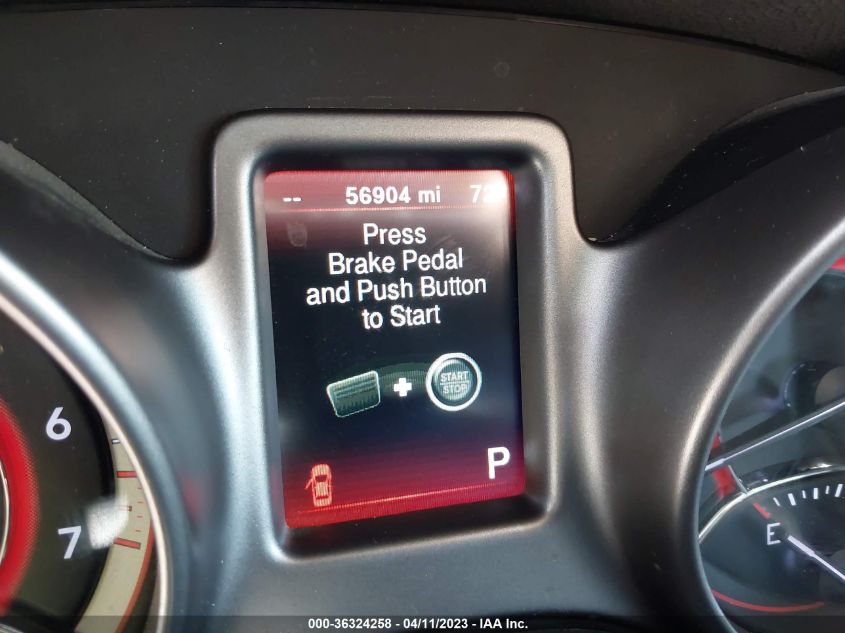 -- 56904 mi 72
Press
Brake Pedal
and Push Button
to Start
START
STOP
P
6
7
E
000-36324258 - 04/11/2023 - IAA Inc.